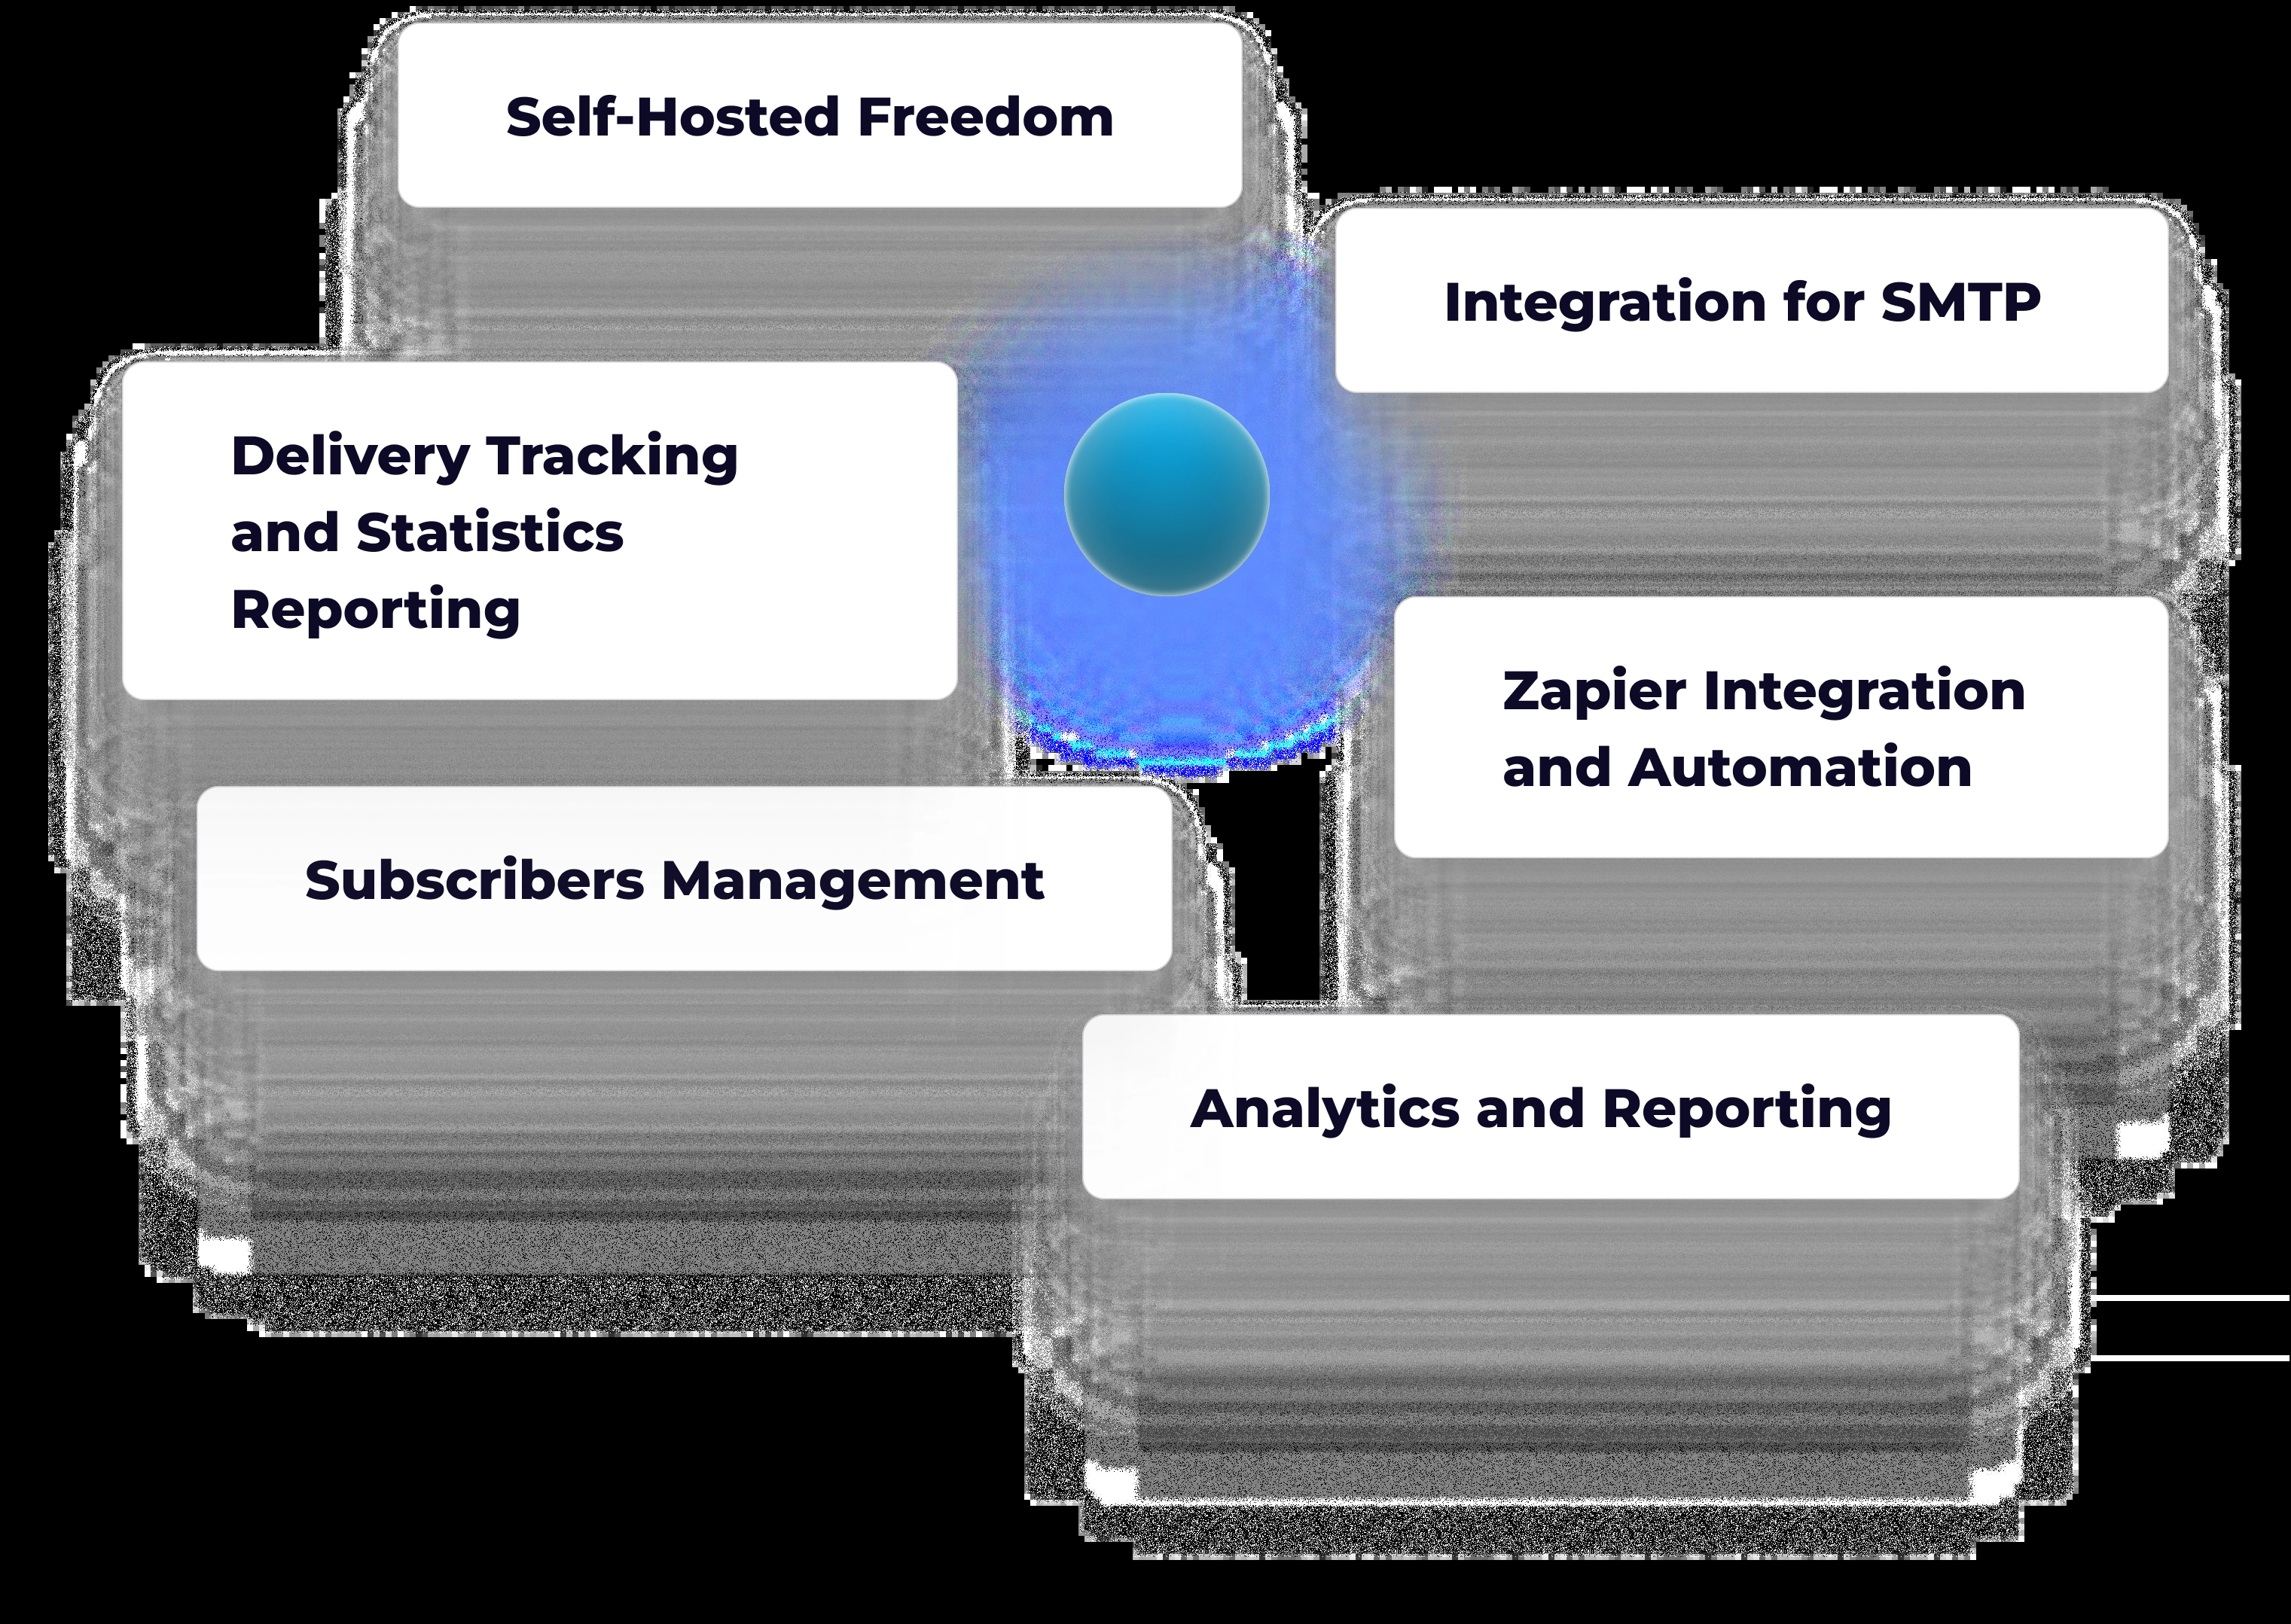 Self-Hosted Freedom
Integration for SMTP
Delivery Tracking
and Statistics
Reporting
Zapier Integration
and Automation
Subscribers Management
Analytics and Reporting